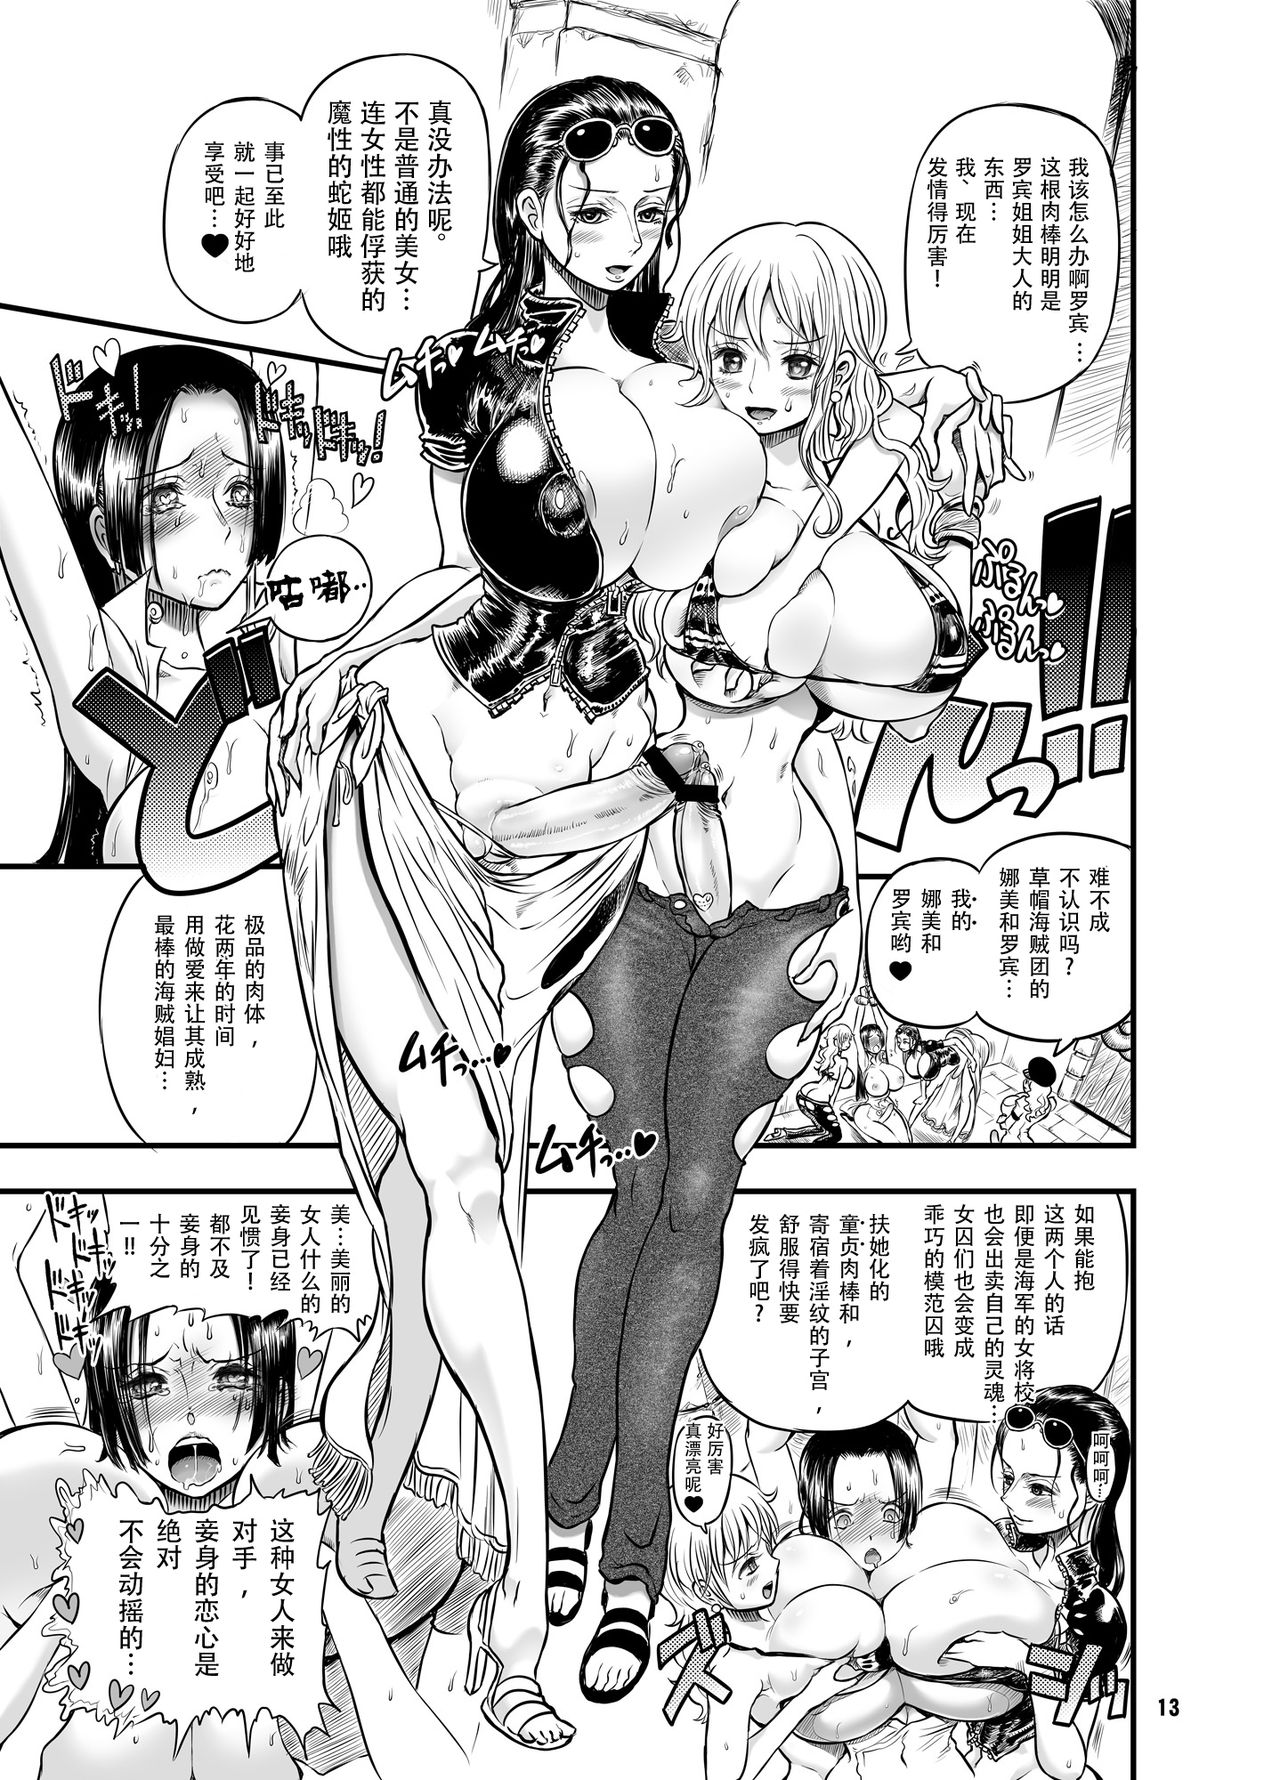 我该怎么办啊罗宾…
这根肉棒明明是
罗宾姐姐大人的
东西…
我、现在
发情得厉害！
真没办法呢。
不是普通的美女…
连女性都能俘获的
魔性的蛇姬哦
事已至此
就一起好好地
享受吧…♥
ムチっ♥
ムチっ♥
ぷるんっ♥
ぷるんっ♥
ドキッ！
ドキッ
ドキッ！
咕嘟…
どんっ!!
难不成
不认识吗?
草帽海贼团的
娜美和罗宾…
我的
娜美和
罗宾哟
♥
极品的肉体，
花两年的时间
用做爱来让其成熟，
最棒的海贼娼妇…
ムチっ…♥
ムチっ…♥
如果能抱
这两个人的话
即便是海军的女将校
也会出卖自己的灵魂…
女囚们也会变成
乖巧的模范囚哦
扶她化的
童贞肉棒和，
寄宿着淫纹的子宫，
舒服得快要
发疯了吧?
呵呵呵…
好厉害
真漂亮呢
♥
美…美丽的
女人什么的
妾身已经
见惯了!
都不及
妾身的
十分之
一!!
ドキッ
ドキッ
ドキッ
这种女人来做
对手，
妾身的恋心是
绝对
不会动摇的…
13